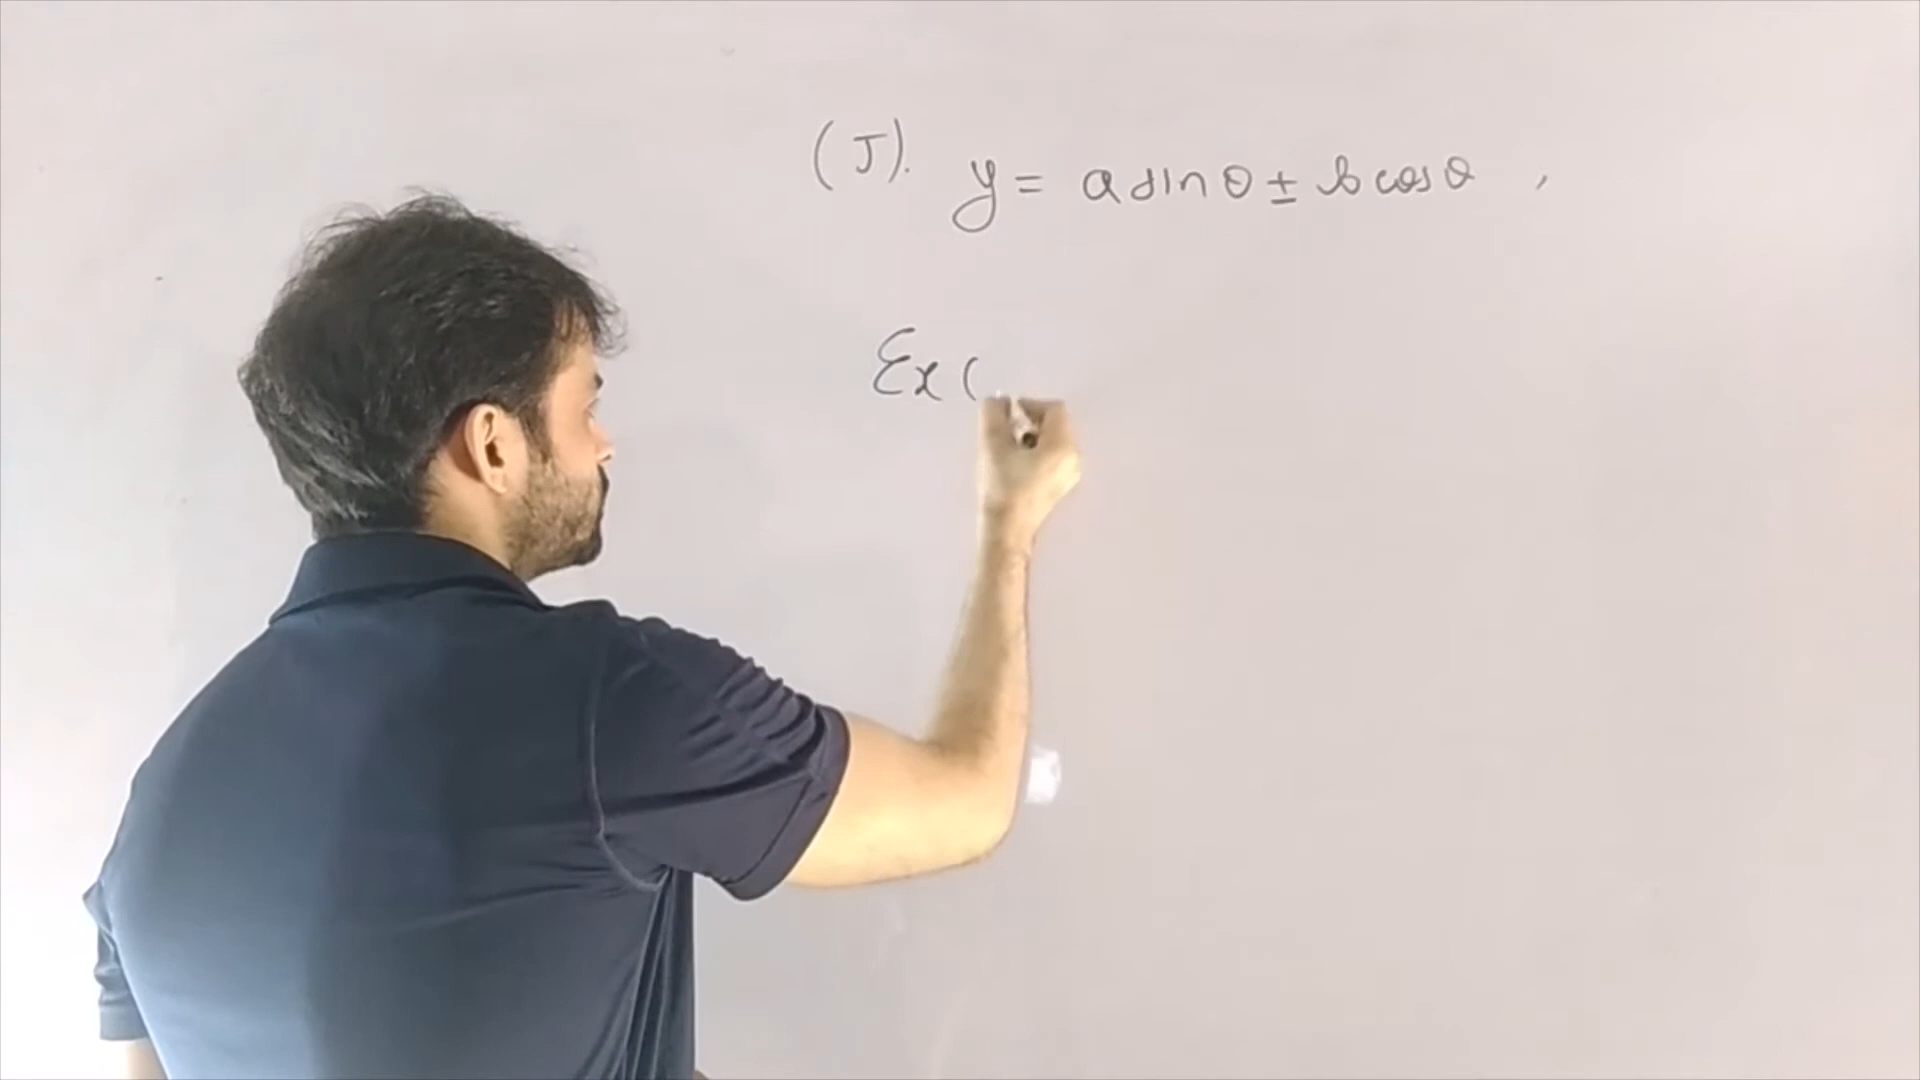 (J). y = a sin θ ± b cos θ ,
Ex (